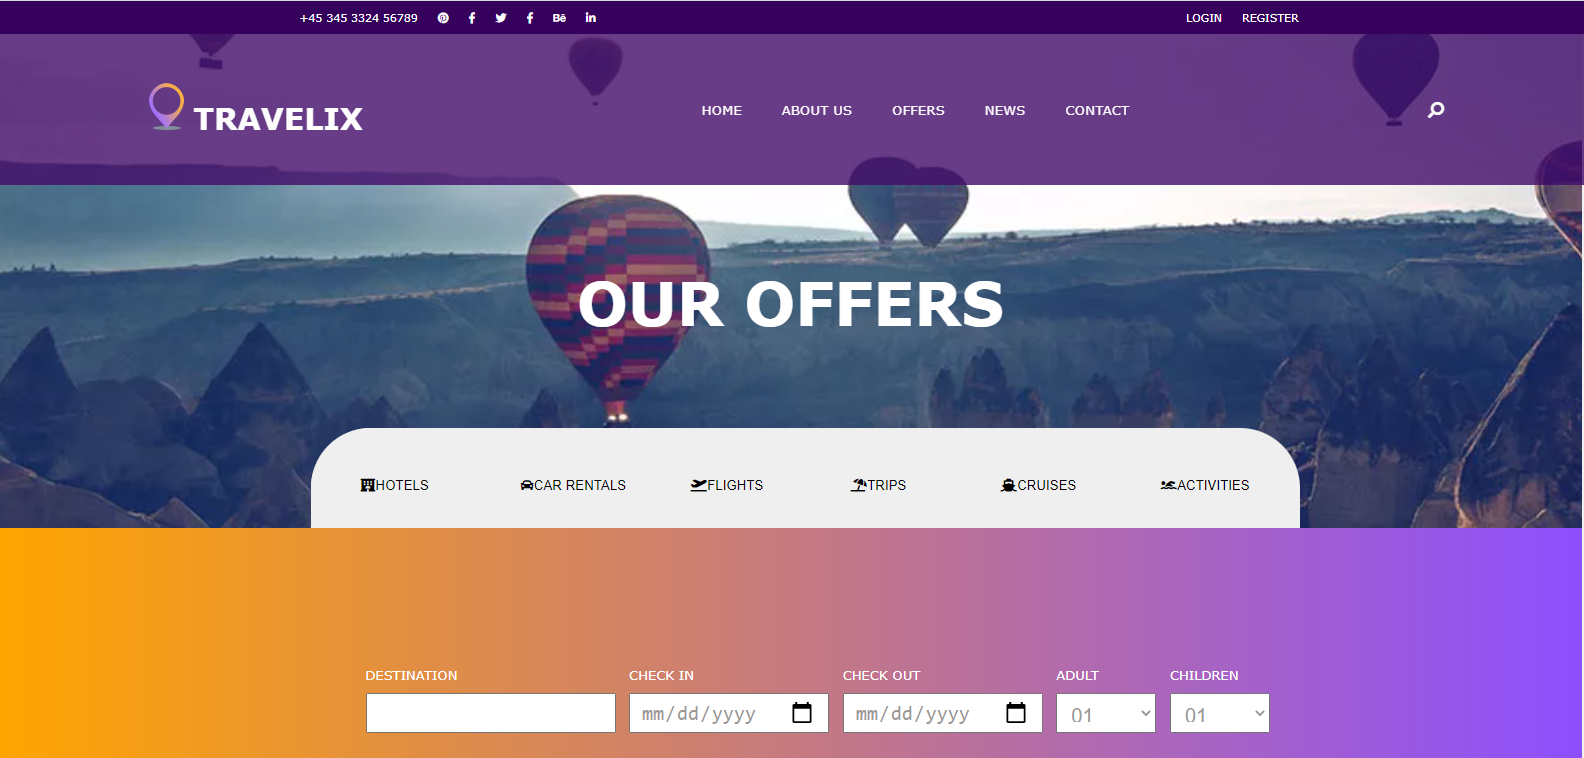 +45 345 3324 56789 Bē in LOGIN REGISTER
TRAVELIX HOME ABOUT US OFFERS NEWS CONTACT
OUR OFFERS
HOTELS CAR RENTALS FLIGHTS TRIPS CRUISES ACTIVITIES
DESTINATION CHECK IN CHECK OUT ADULT CHILDREN
mm/dd/yyyy mm/dd/yyyy 01 01